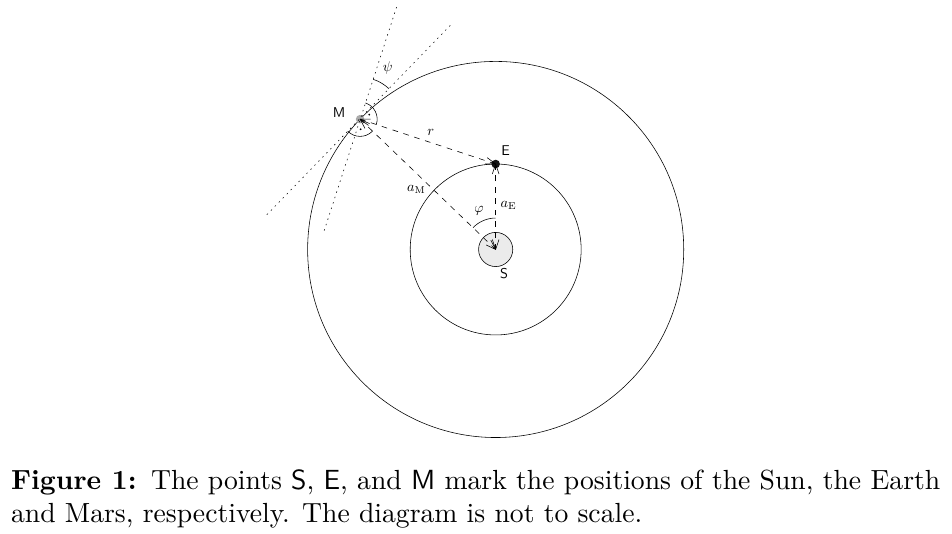 ψ
M
r
E
a_M
φ
a_E
S
Figure 1: The points S, E, and M mark the positions of the Sun, the Earth
and Mars, respectively. The diagram is not to scale.